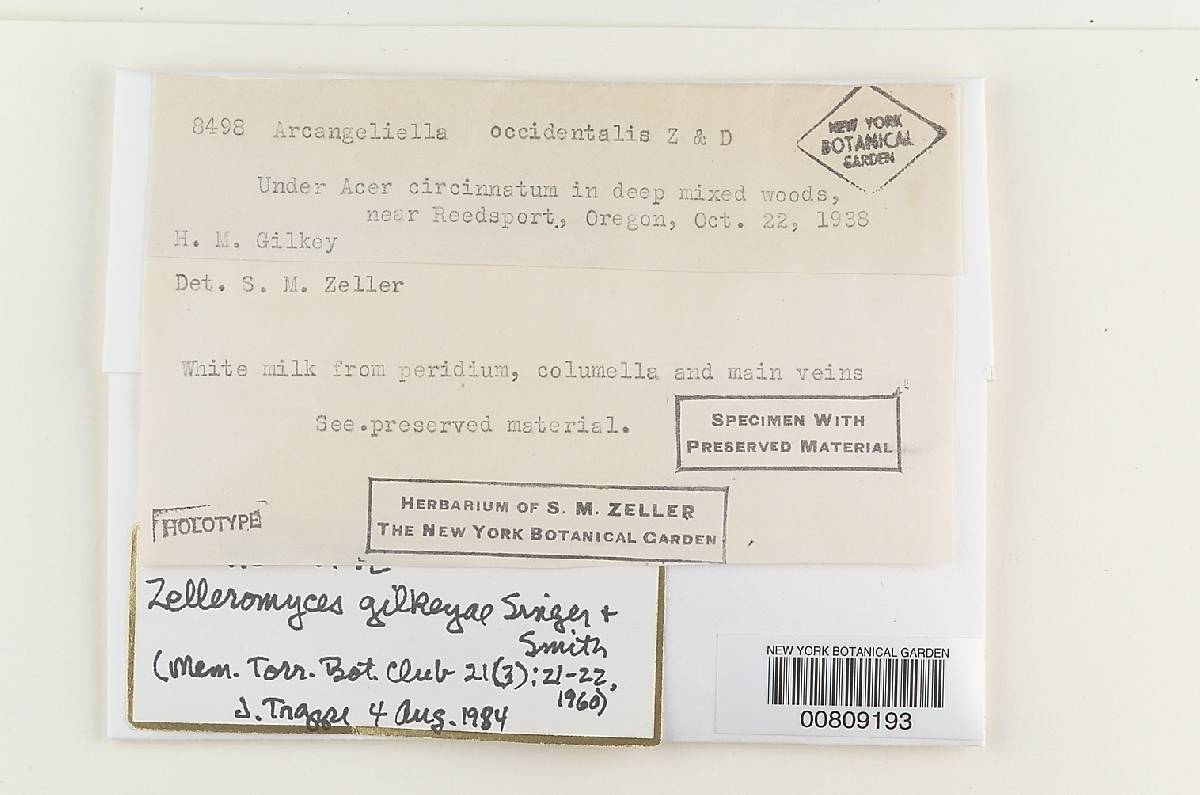 8498 Arcangeliella occidentalis Z & D
NEW YORK
BOTANICAL
GARDEN
Under Acer circinnatum in deep mixed woods,
near Reedsport, Oregon, Oct. 22, 1938
H. M. Gilkey
Det. S. M. Zeller
White milk from peridium, columella and main veins
See.preserved material.
SPECIMEN WITH
PRESERVED MATERIAL
HERBARIUM OF S. M. ZELLER
THE NEW YORK BOTANICAL GARDEN
HOLOTYPE
Zelleromyces gilkeyae Singer +
Smith
(Mem. Torr. Bot. Club 21(3): 21-22,
1960)
J. Trappe 4 Aug. 1984
NEW YORK BOTANICAL GARDEN
00809193